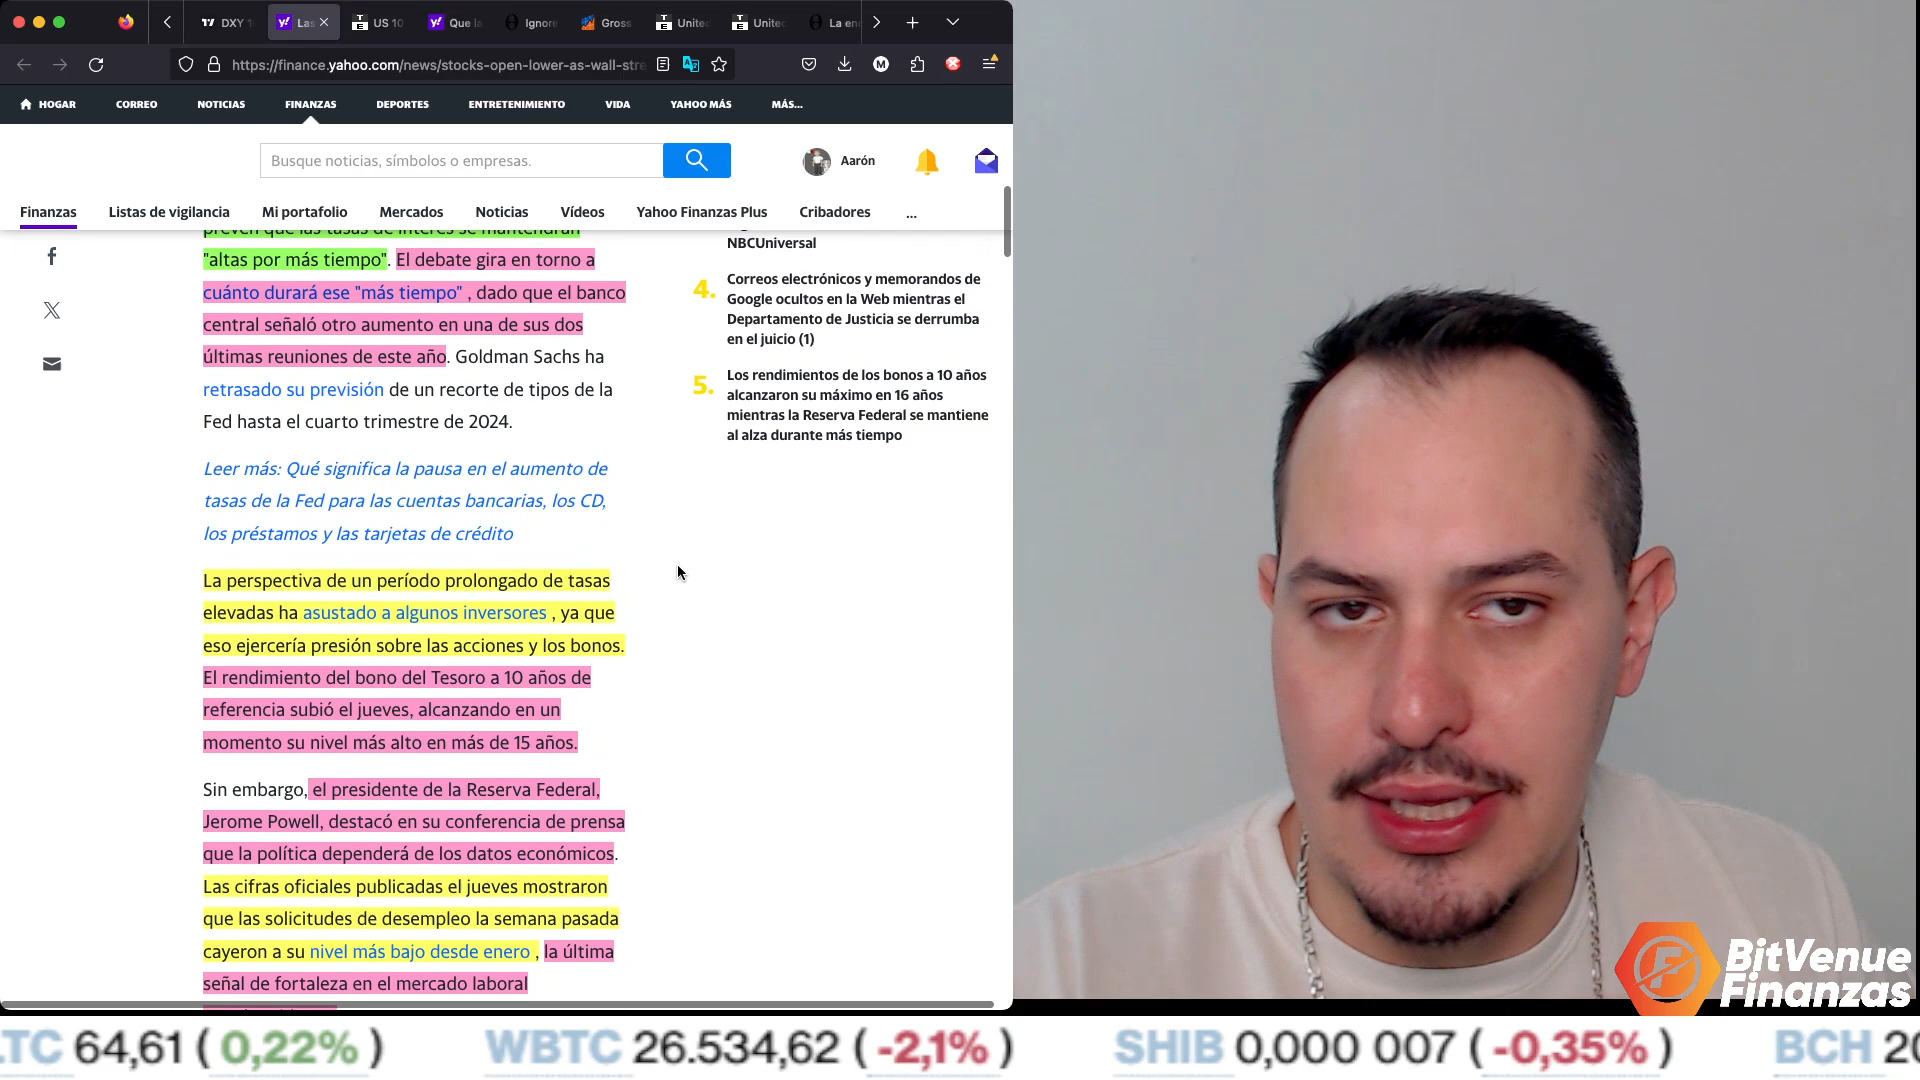 DXY
Las
US 10
Que la
Ignore
Gross
United
United
La en
https://finance.yahoo.com/news/stocks-open-lower-as-wall-stre
HOGAR CORREO NOTICIAS FINANZAS DEPORTES ENTRETENIMIENTO VIDA YAHOO MÁS MÁS...
Busque noticias, símbolos o empresas.
Aarón
Finanzas Listas de vigilancia Mi portafolio Mercados Noticias Vídeos Yahoo Finanzas Plus Cribadores ...
prevén que las tasas de interés se mantendrán
"altas por más tiempo". El debate gira en torno a
cuánto durará ese "más tiempo" , dado que el banco
central señaló otro aumento en una de sus dos
últimas reuniones de este año. Goldman Sachs ha
retrasado su previsión de un recorte de tipos de la
Fed hasta el cuarto trimestre de 2024.
Leer más: Qué significa la pausa en el aumento de
tasas de la Fed para las cuentas bancarias, los CD,
los préstamos y las tarjetas de crédito
La perspectiva de un período prolongado de tasas
elevadas ha asustado a algunos inversores , ya que
eso ejercería presión sobre las acciones y los bonos.
El rendimiento del bono del Tesoro a 10 años de
referencia subió el jueves, alcanzando en un
momento su nivel más alto en más de 15 años.
Sin embargo, el presidente de la Reserva Federal,
Jerome Powell, destacó en su conferencia de prensa
que la política dependerá de los datos económicos.
Las cifras oficiales publicadas el jueves mostraron
que las solicitudes de desempleo la semana pasada
cayeron a su nivel más bajo desde enero , la última
señal de fortaleza en el mercado laboral
NBCUniversal
4. Correos electrónicos y memorandos de
Google ocultos en la Web mientras el
Departamento de Justicia se derrumba
en el juicio (1)
5. Los rendimientos de los bonos a 10 años
alcanzaron su máximo en 16 años
mientras la Reserva Federal se mantiene
al alza durante más tiempo
BitVenue
Finanzas
LTC 64,61 ( 0,22% ) WBTC 26.534,62 ( -2,1% ) SHIB 0,000 007 ( -0,35% ) BCH 20